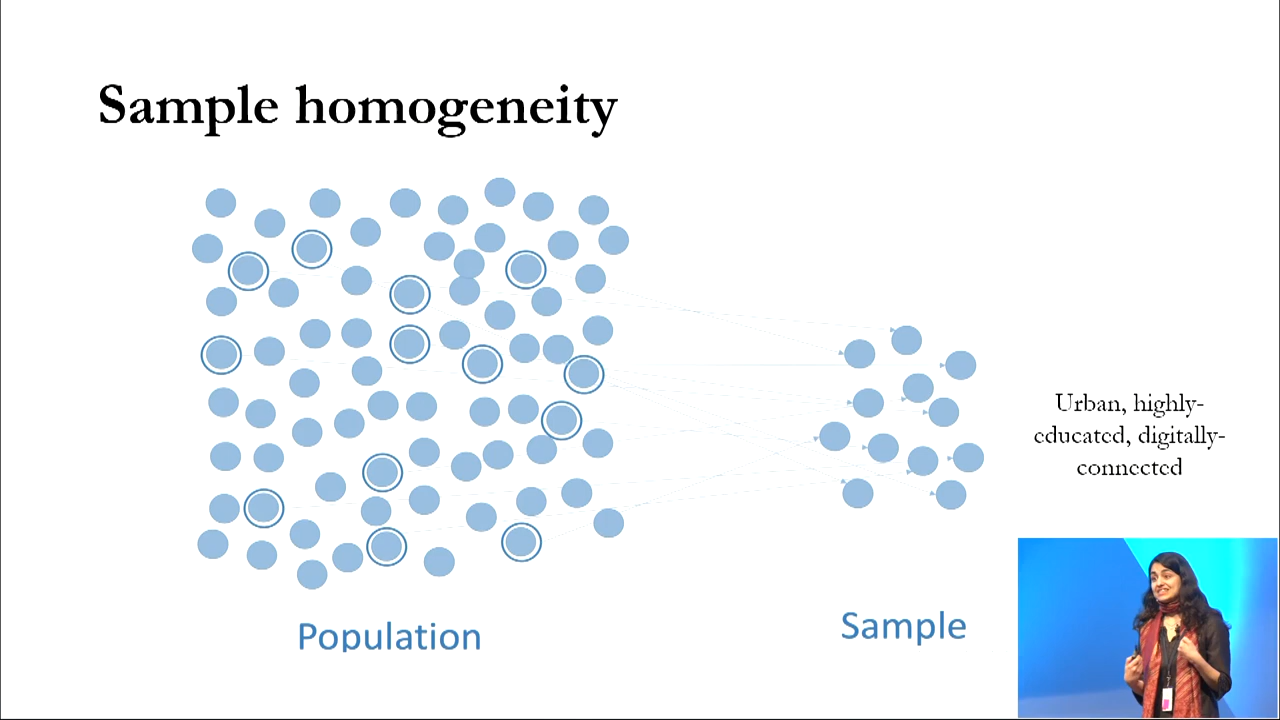 Sample homogeneity
Urban, highly-
educated, digitally-
connected
Population
Sample